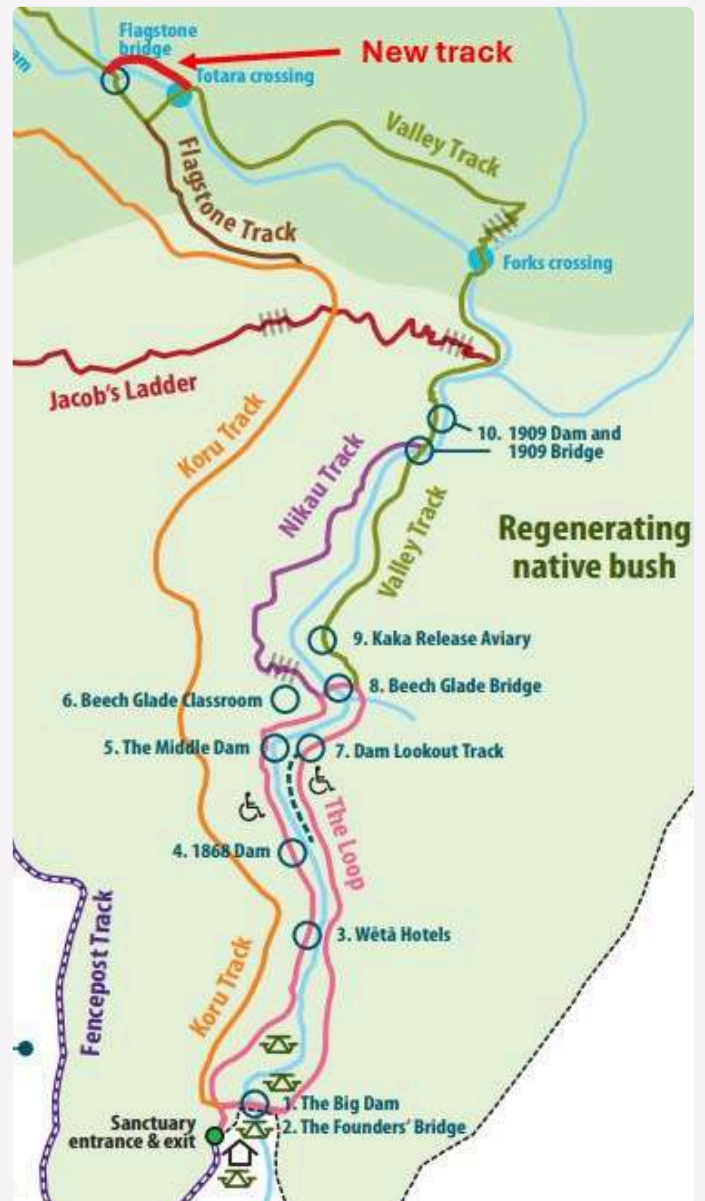 Flagstone
bridge
New track
Totara crossing
am
Valley Track
Flagstone Track
Forks crossing
Jacob's Ladder
Koru Track
10. 1909 Dam and
1909 Bridge
Nikau Track
Valley Track
Regenerating
native bush
9. Kaka Release Aviary
8. Beech Glade Bridge
6. Beech Glade Classroom
5. The Middle Dam
7. Dam Lookout Track
The Loop
4. 1868 Dam
3. Wētā Hotels
Fencepost Track
Koru Track
1. The Big Dam
Sanctuary
entrance & exit
2. The Founders' Bridge